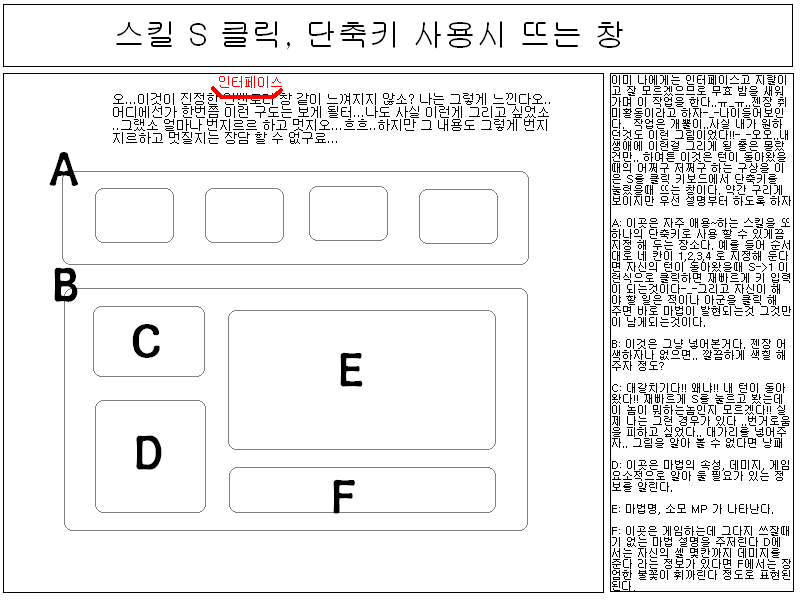 스킬 S 클릭, 단축키 사용시 뜨는 창
인터페이스
오...이것이 진정한 인벤토리 창 같이 느껴지지 않소? 나는 그렇게 느낀다오..
어디에선가 한번쯤 이런 구도는 보게 될터...나도 사실 이런게 그리고 싶었소
..그랬소 얼마나 번지르르 하고 멋지오...흐흐..하지만 그 내용도 그렇게 번지
지르하고 멋질지는 장담 할 수 없구료...
A
B
C
D
E
F
이미 나에게는 인터페이스고 지랄이
고 잘 모르겠으므로 무효 밤을 새워
가며 이 작업을 한다..ㅠ_ㅠ..젠장 취
미활동이라고 하자-_-나이들어보인
다.. 작업은 개뿔이.사실 내가 원하
던것도 이런 그림이었다!!-_-오오..내
생애에 이런걸 그리게 될 줄은 몰랐
건만.. 하여튼 이것은 턴이 돌아왔을
때의 어쩌구 저쩌구 하는 구상을 이
은 S를 클릭 키보드에서 단축키를
눌렀을때 뜨는 창이다. 약간 구리게
보이지만 우선 설명부터 하도록 하자
A: 이곳은 자주 애용~하는 스킬을 또
하나의 단축키로 사용 할 수 있게끔
지정 해 두는 장소다. 예를 들어 순서
대로 네 칸이 1,2,3,4 로 지정해 둔다
면 자신의 턴이 돌아왔을때 S->1 이
런식으로 클릭하면 재빠르게 키 입력
이 되는것이다-_-그리고 자신이 해
야 할 일은 적이나 아군을 클릭 해
주면 바로 마법이 발현되는것 그것만
이 남게되는것이다.
B: 이것은 그냥 넣어본거다. 젠장 어
색하자나 없으면.. 깔끔하게 색칠 해
주자 정도?
C: 대갈치기다!! 왜냐!! 내 턴이 돌아
왔다!! 재빠르게 S를 눌르고 봤는데
이 놈이 뭐하는놈인지 모르겠다!! 실
제 나는 그런 경우가 있다 ..번거로움
을 피하고 싶었다.. 대가리를 넣어주
자.. 그림을 알아 볼 수 없다면 낭패
D: 이곳은 마법의 속성, 데미지, 게임
요소적으로 알아 둘 필요가 있는 정
보를 알린다.
E: 마법명, 소모 MP 가 나타난다.
F: 이곳은 게임하는데 그다지 쓰잘때
기 없는 마법 설명을 주저린다 D에
서는 자신의 셀 몇칸까지 데미지를
준다 라는 정보가 있다면 F에서는 장
엄한 불꽃이 휘까린다 정도로 표현된
된다.